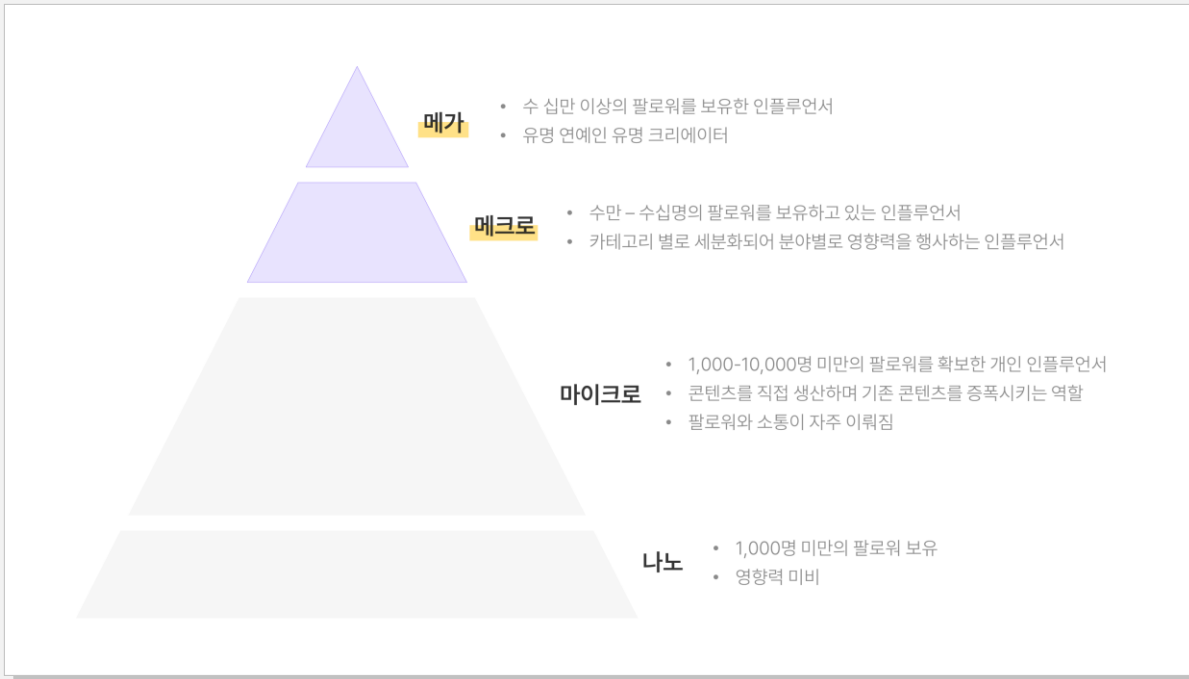 메가
• 수 십만 이상의 팔로워를 보유한 인플루언서
• 유명 연예인 유명 크리에이터
메크로
• 수만 – 수십명의 팔로워를 보유하고 있는 인플루언서
• 카테고리 별로 세분화되어 분야별로 영향력을 행사하는 인플루언서
마이크로
• 1,000-10,000명 미만의 팔로워를 확보한 개인 인플루언서
• 콘텐츠를 직접 생산하며 기존 콘텐츠를 증폭시키는 역할
• 팔로워와 소통이 자주 이뤄짐
나노
• 1,000명 미만의 팔로워 보유
• 영향력 미비